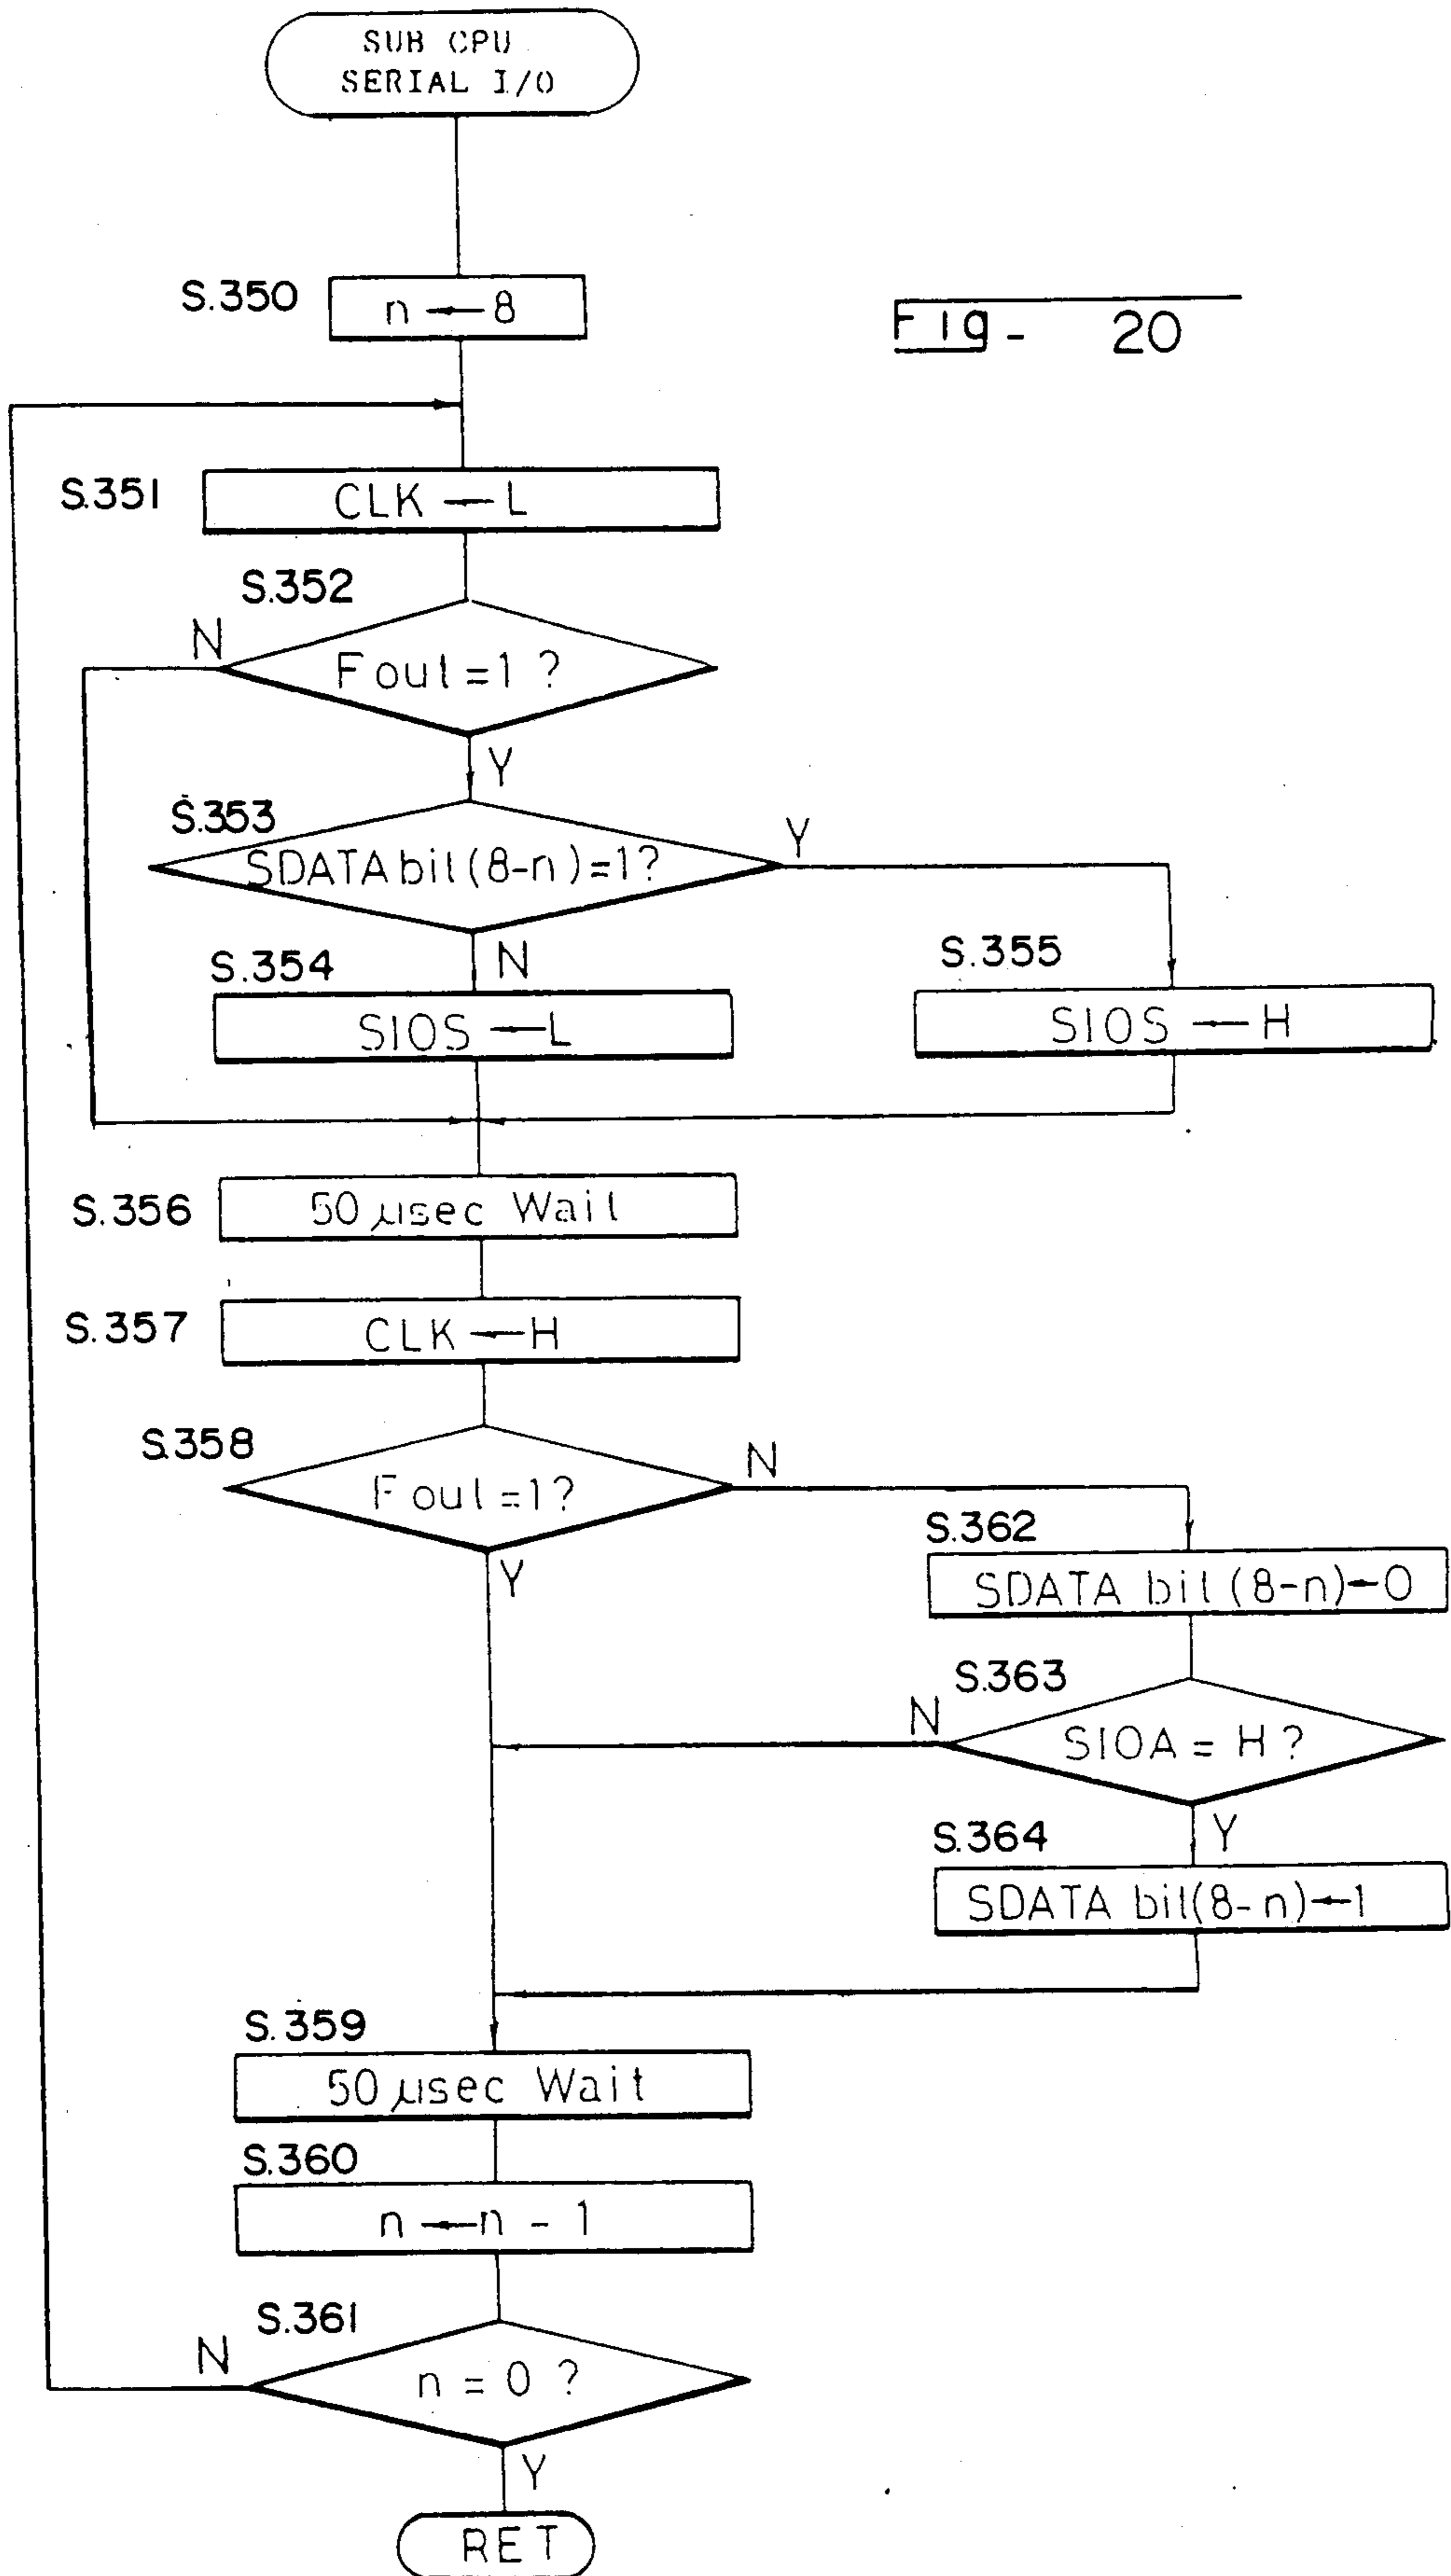 SUB CPU
SERIAL I/O
S.350
n ← 8
Fig - 20
S.351
CLK ← L
S.352
N
Fout = 1 ?
Y
S.353
SDATA bit (8-n) = 1?
Y
N
S.354
SIOS ← L
S.355
SIOS ← H
S.356
50 μsec Wait
S.357
CLK ← H
S.358
Fout = 1?
N
Y
S.362
SDATA bit (8-n) ← 0
S.363
N
SIOA = H ?
Y
S.364
SDATA bit (8-n) ← 1
S.359
50 μsec Wait
S.360
n ← n - 1
S.361
N
n = 0 ?
Y
RET